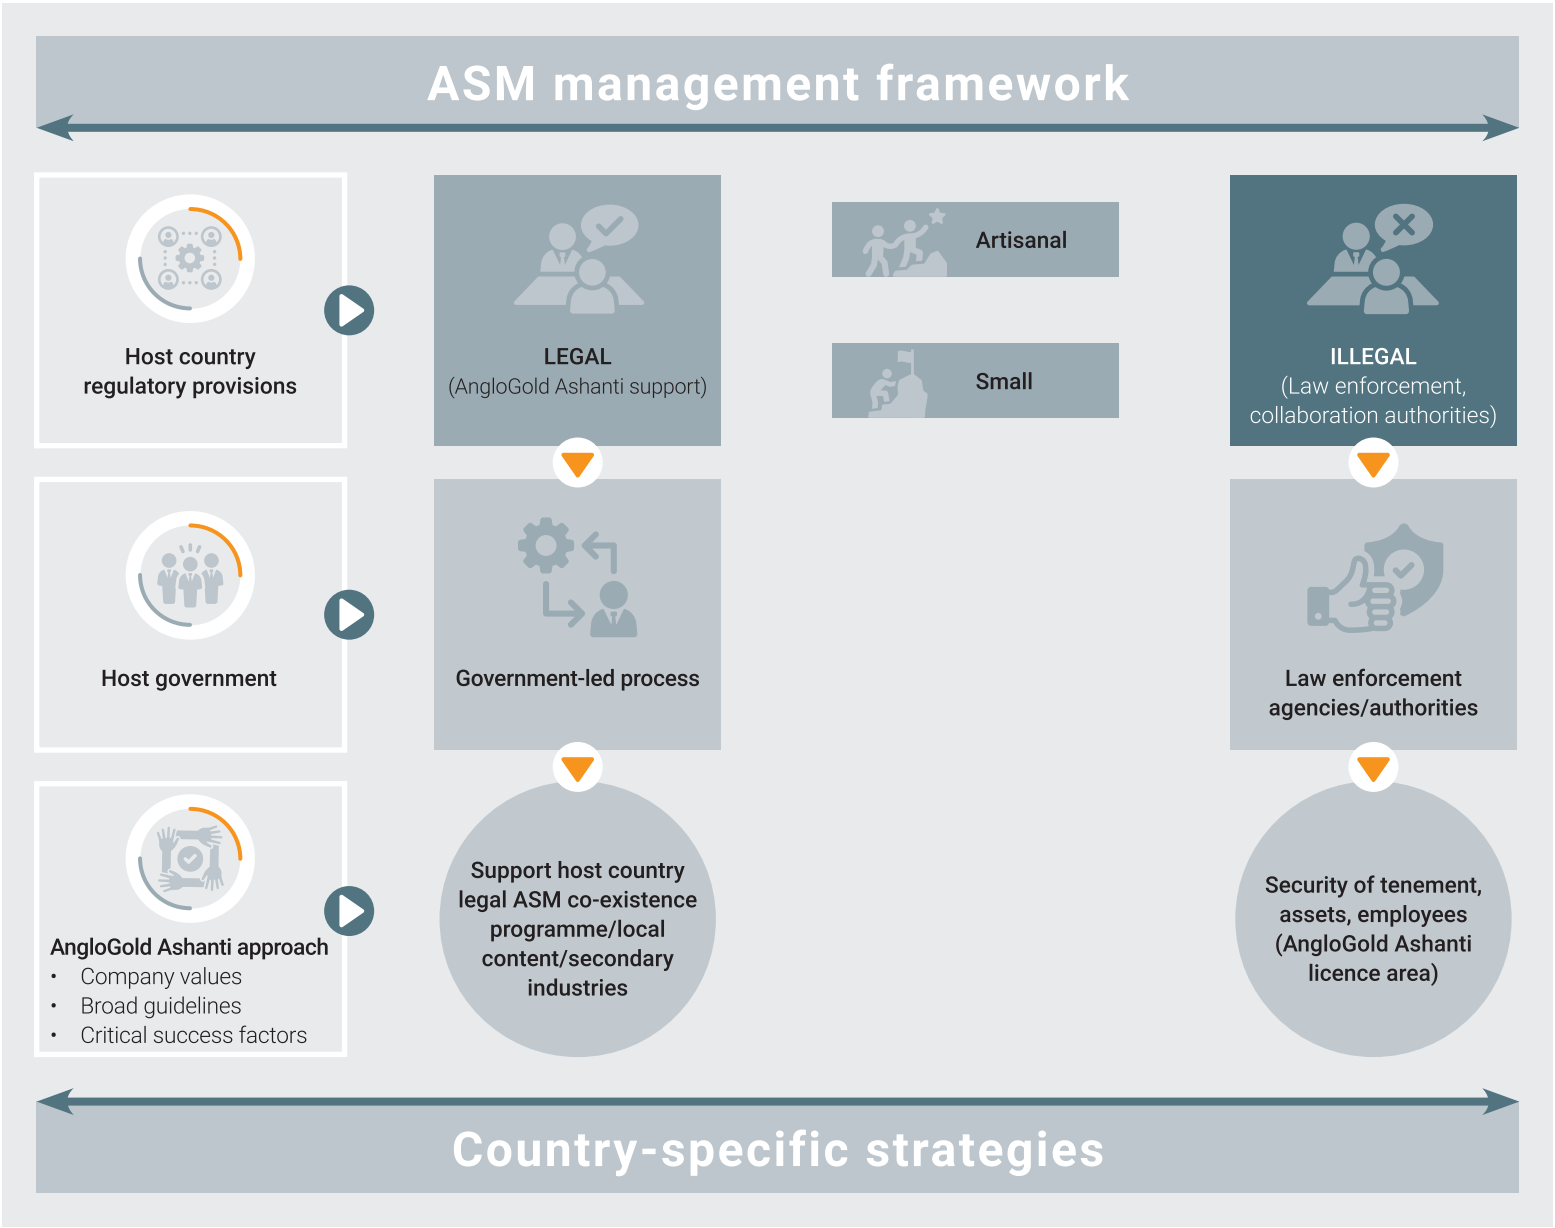 ASM management framework
Host country
regulatory provisions
LEGAL
(AngloGold Ashanti support)
Artisanal
Small
ILLEGAL
(Law enforcement,
collaboration authorities)
Host government
Government-led process
Law enforcement
agencies/authorities
AngloGold Ashanti approach
• Company values
• Broad guidelines
• Critical success factors
Support host country
legal ASM co-existence
programme/local
content/secondary
industries
Security of tenement,
assets, employees
(AngloGold Ashanti
licence area)
Country-specific strategies